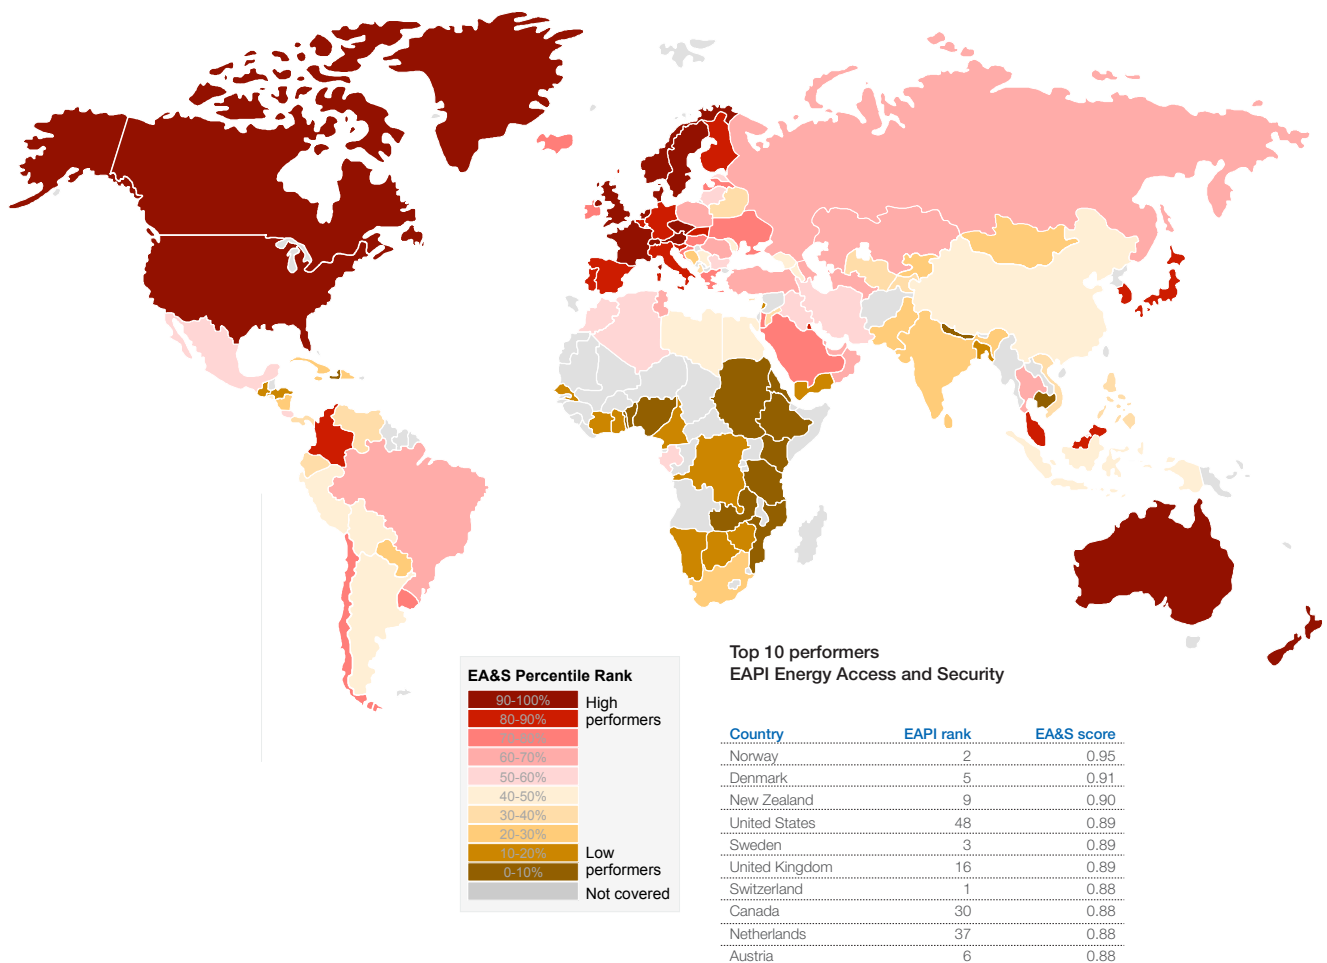 EA&S Percentile Rank
90-100% High
80-90% performers
70-80%
60-70%
50-60%
40-50%
30-40%
20-30%
10-20% Low
0-10% performers
Not covered
Top 10 performers
EAPI Energy Access and Security
Country EAPI rank EA&S score
Norway 2 0.95
Denmark 5 0.91
New Zealand 9 0.90
United States 48 0.89
Sweden 3 0.89
United Kingdom 16 0.89
Switzerland 1 0.88
Canada 30 0.88
Netherlands 37 0.88
Austria 6 0.88